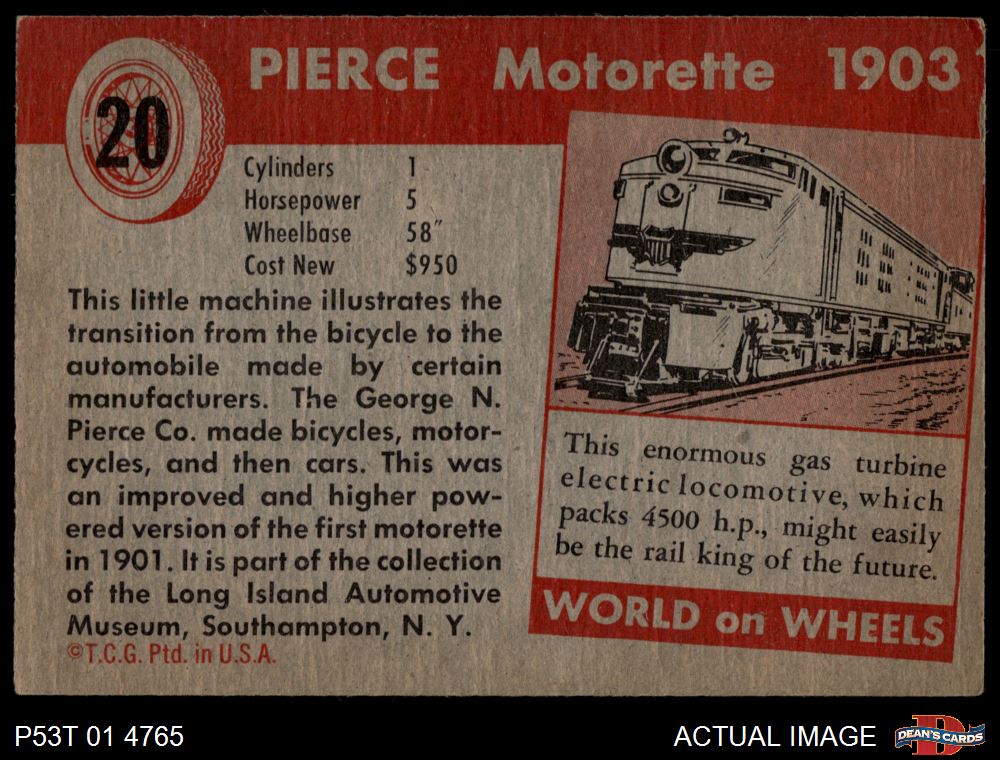 20
PIERCE Motorette 1903
Cylinders 1
Horsepower 5
Wheelbase 58"
Cost New $950
This little machine illustrates the
transition from the bicycle to the
automobile made by certain
manufacturers. The George N.
Pierce Co. made bicycles, motor-
cycles, and then cars. This was
an improved and higher pow-
ered version of the first motorette
in 1901. It is part of the collection
of the Long Island Automotive
Museum, Southampton, N. Y.
©T.C.G. Ptd. in U.S.A.
This enormous gas turbine
electric locomotive, which
packs 4500 h.p., might easily
be the rail king of the future.
WORLD on WHEELS
P53T 01 4765
ACTUAL IMAGE
D
DEAN'S CARDS